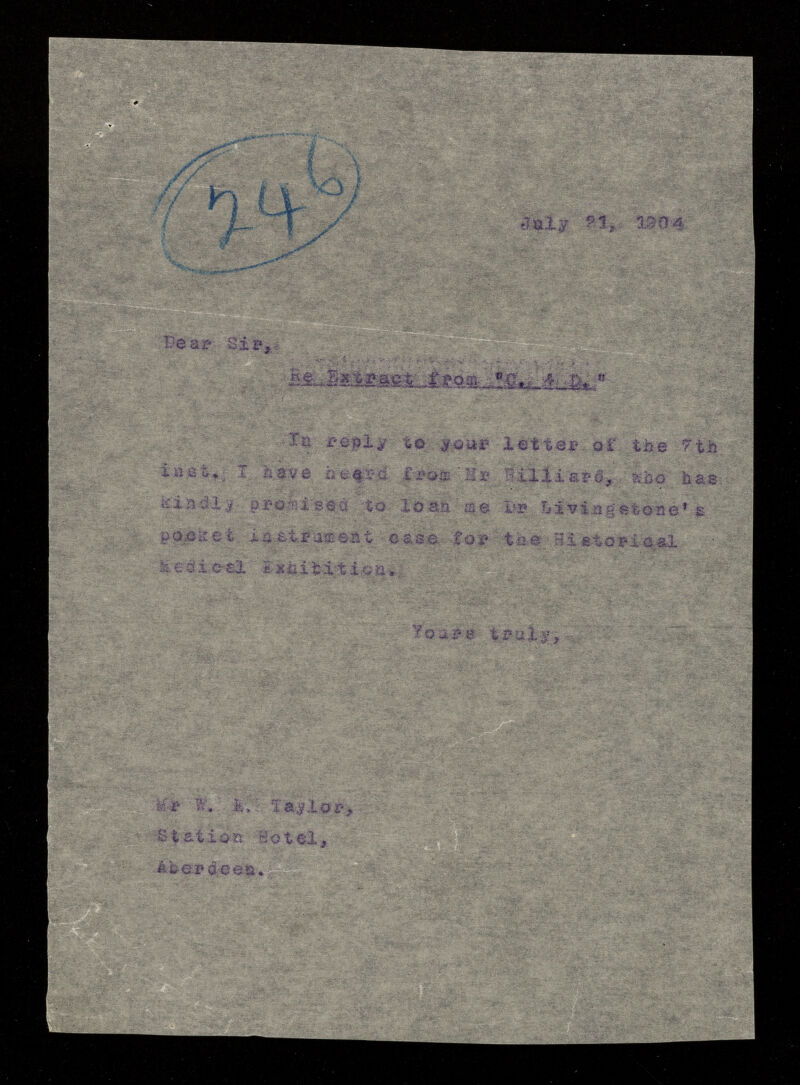 246
July 21, 1904
Dear Sir,
Re Extract from "C. & D."
In reply to your letter of the 7th
inst. I have heard from Mr Hilliard, who has
kindly promised to loan me Dr Livingstone's
pocket instrument case for the Historical
Medical Exhibition.
Yours truly,
Mr W. Taylor,
Station Hotel,
Aberdeen.